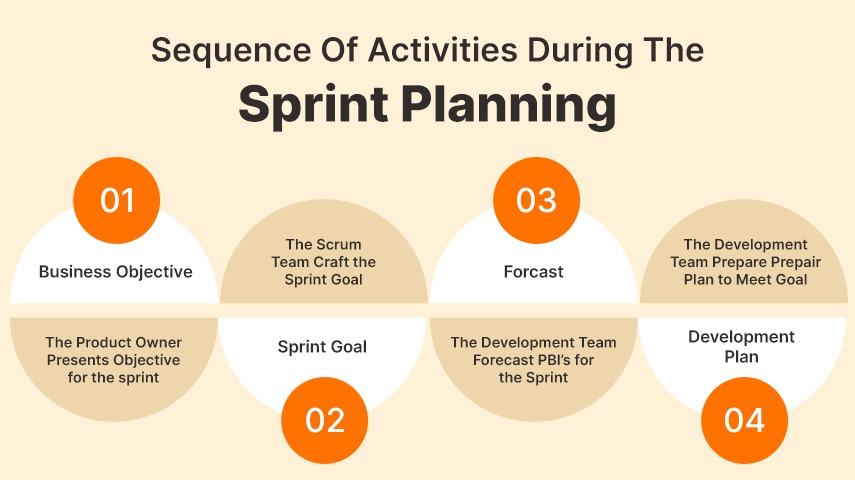 Sequence Of Activities During The
Sprint Planning
01
Business Objective
The Product Owner
Presents Objective
for the sprint
The Scrum
Team Craft the
Sprint Goal
Sprint Goal
02
03
Forcast
The Development Team
Forecast PBI's for
the Sprint
The Development
Team Prepare Prepair
Plan to Meet Goal
Development
Plan
04